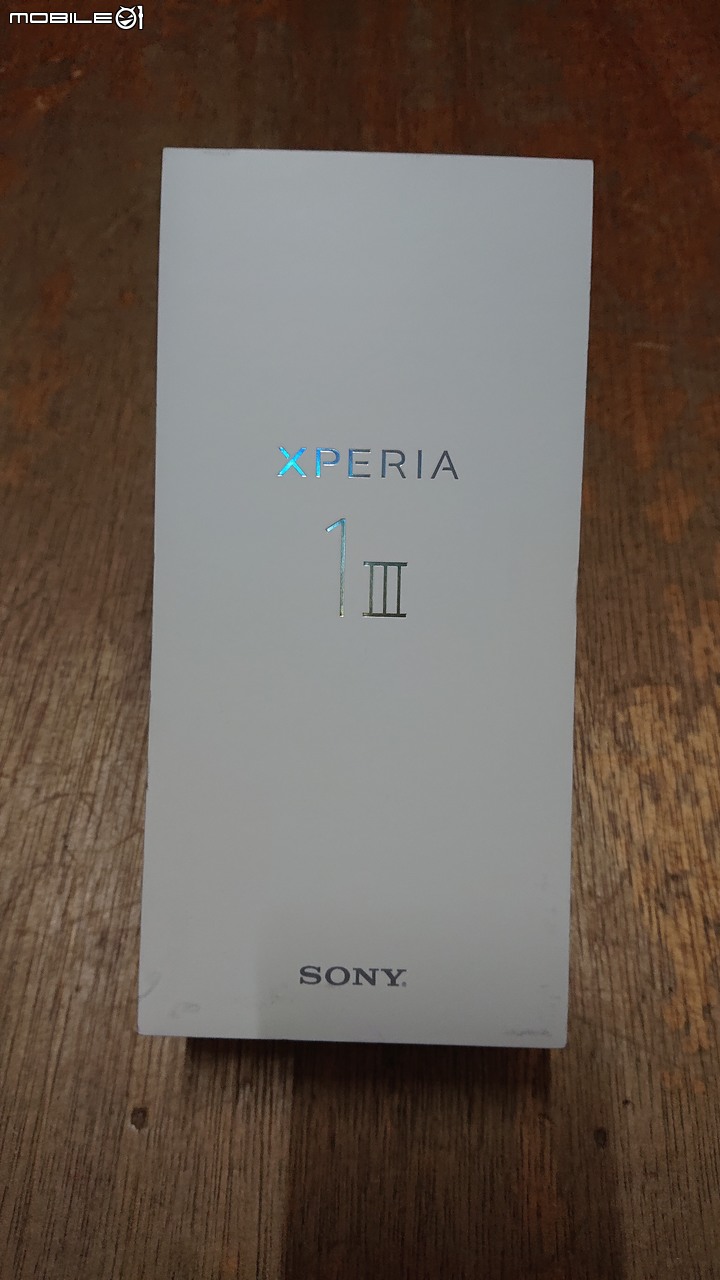 MOBILE01
XPERIA
1 III
SONY